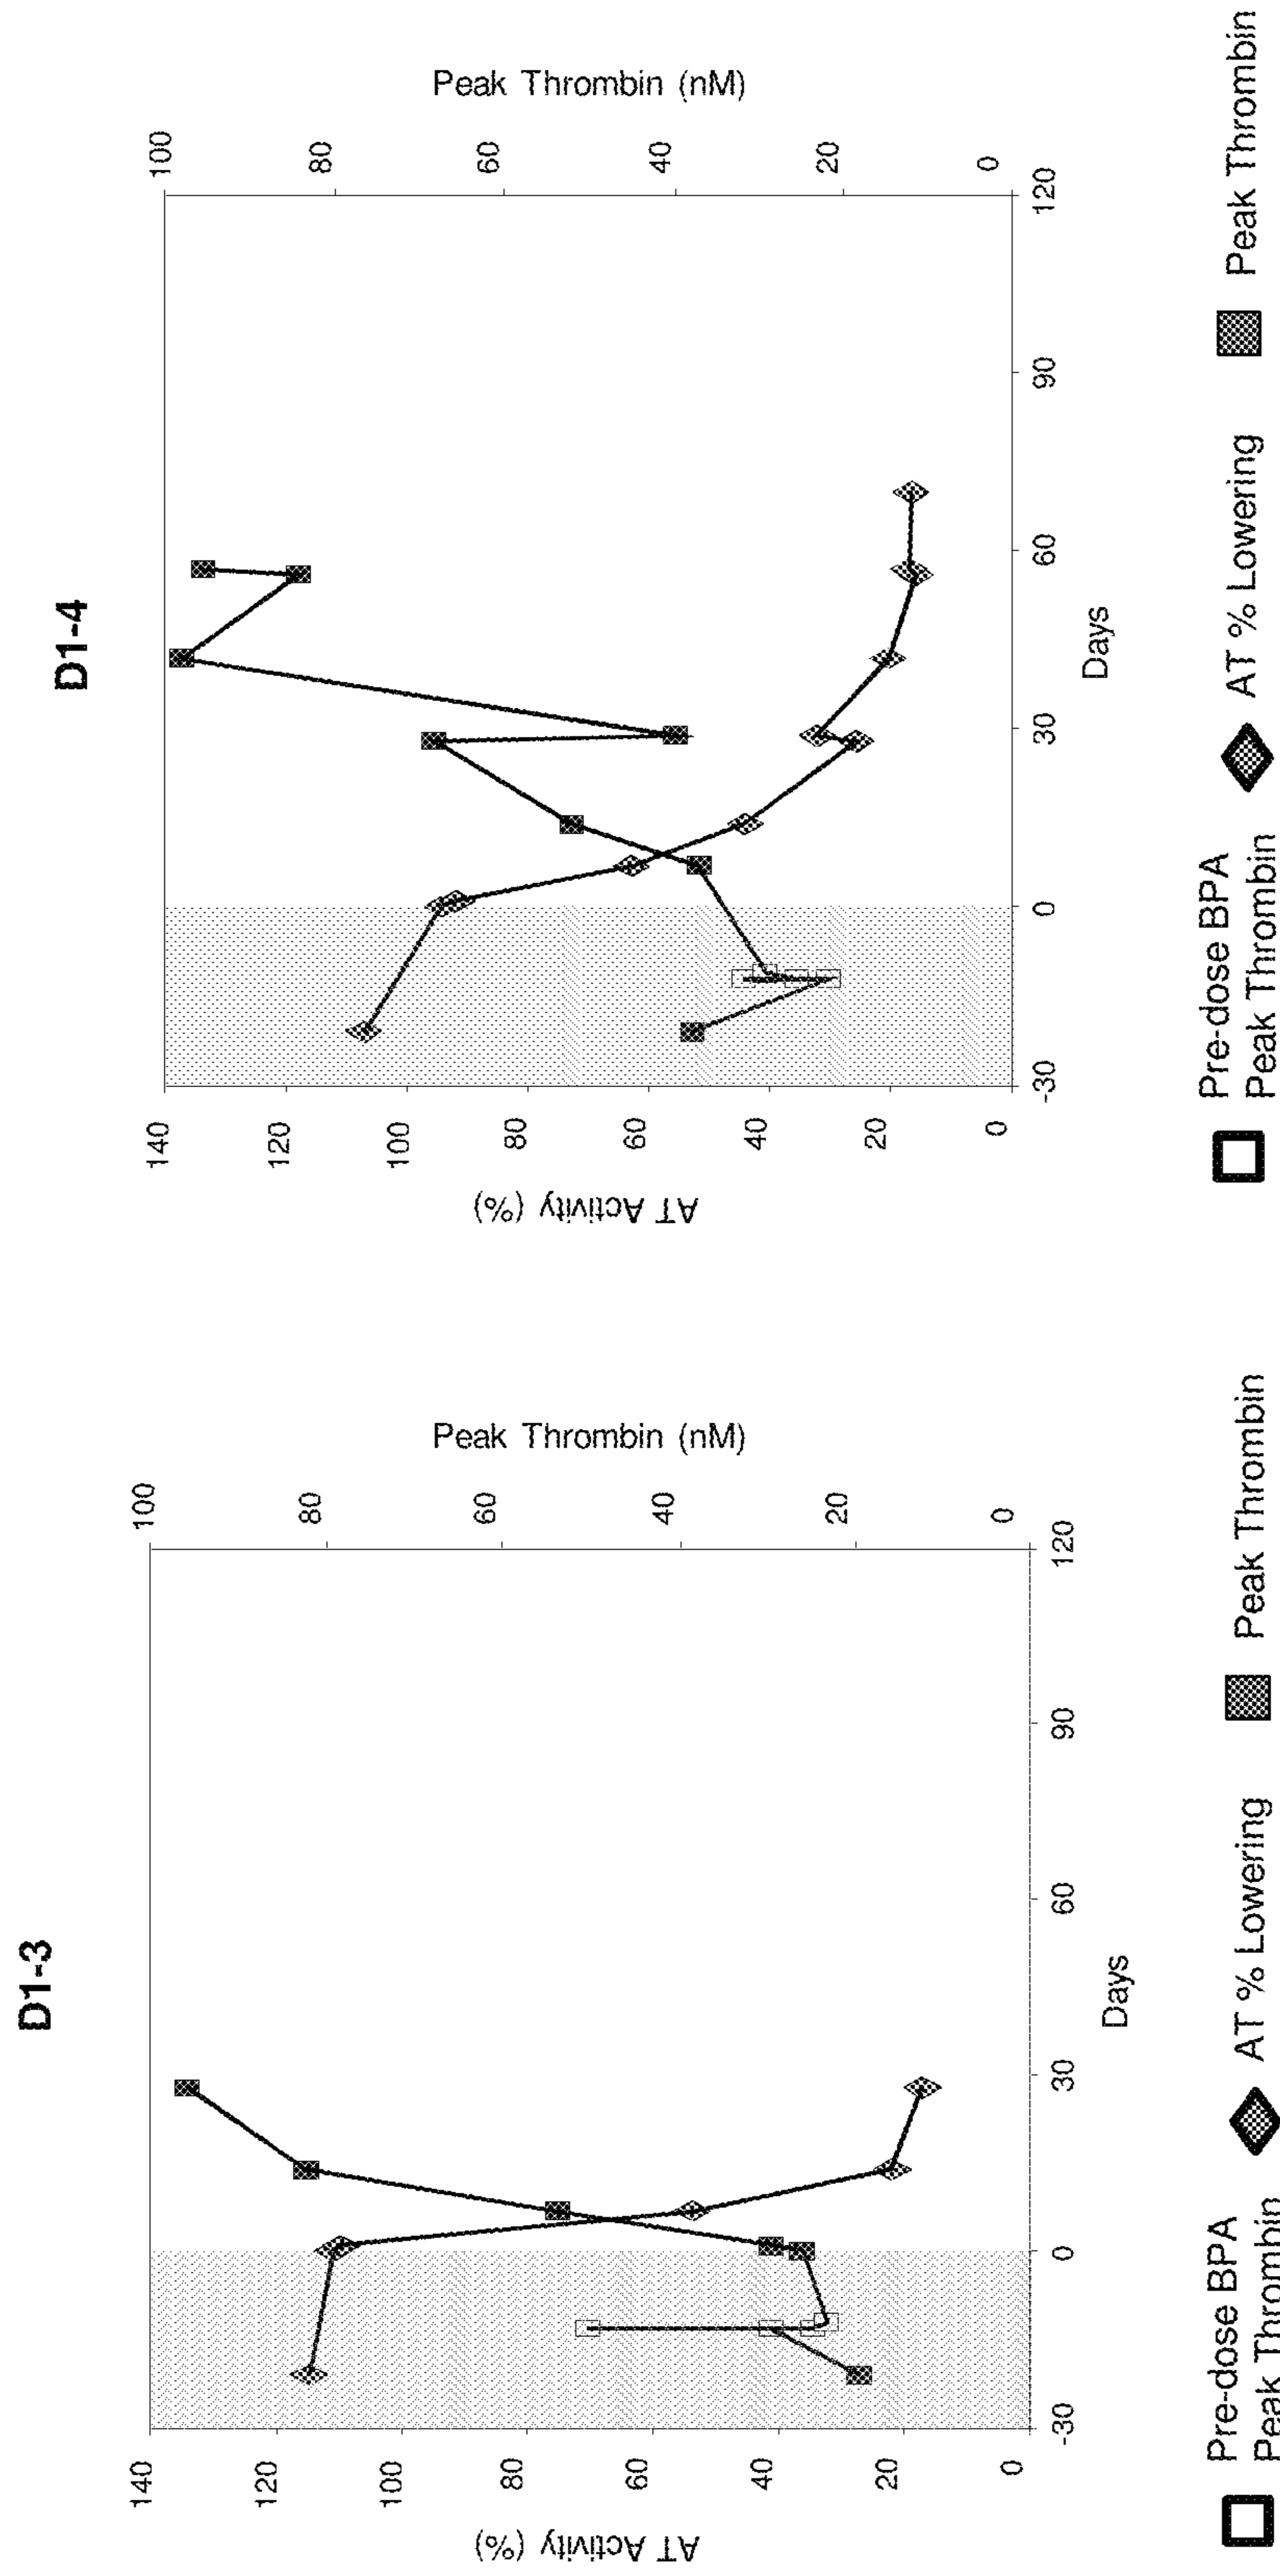 D1-3
AT Activity (%)
140
120
100
80
60
40
20
0
Peak Thrombin (nM)
100
80
60
40
20
0
-30
0
30
60
90
120
Days
Pre-dose BPA
Peak Thrombin
AT % Lowering
Peak Thrombin
D1-4
AT Activity (%)
140
120
100
80
60
40
20
0
Peak Thrombin (nM)
100
80
60
40
20
0
-30
0
30
60
90
120
Days
Pre-dose BPA
Peak Thrombin
AT % Lowering
Peak Thrombin